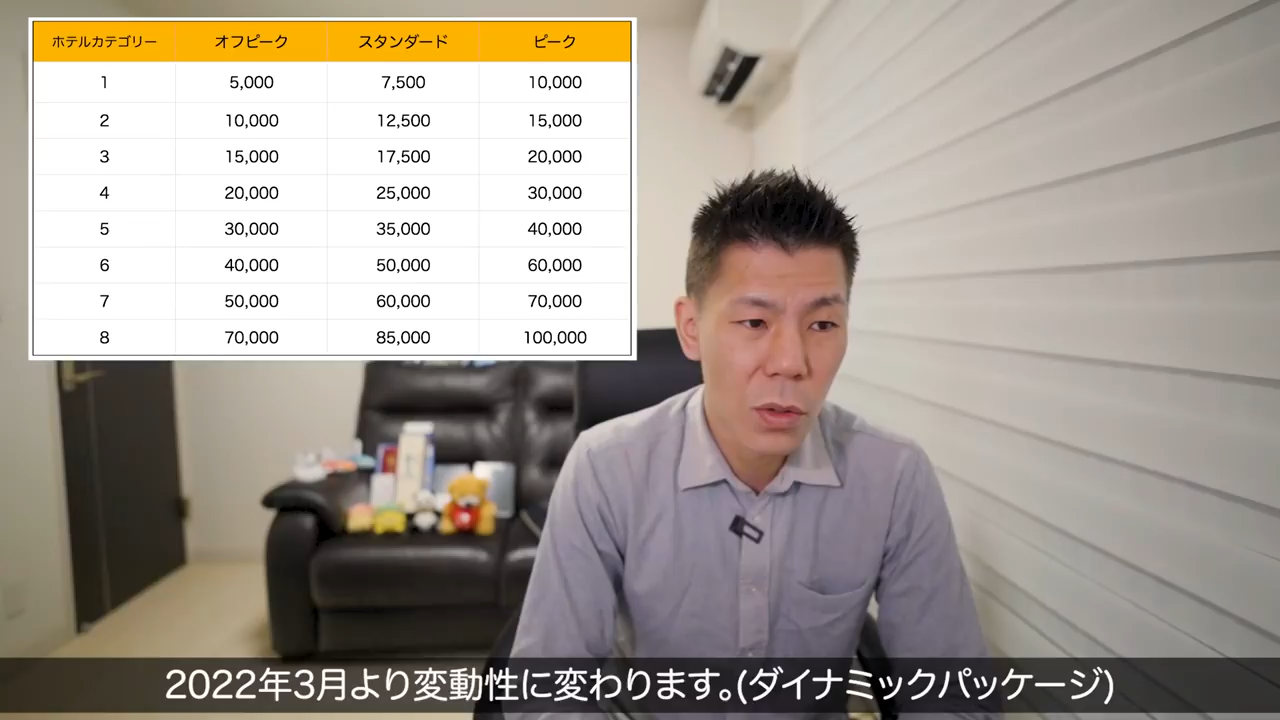 ホテルカテゴリー オフピーク スタンダード ピーク
1 5,000 7,500 10,000
2 10,000 12,500 15,000
3 15,000 17,500 20,000
4 20,000 25,000 30,000
5 30,000 35,000 40,000
6 40,000 50,000 60,000
7 50,000 60,000 70,000
8 70,000 85,000 100,000
2022年3月より変動性に変わります。(ダイナミックパッケージ)